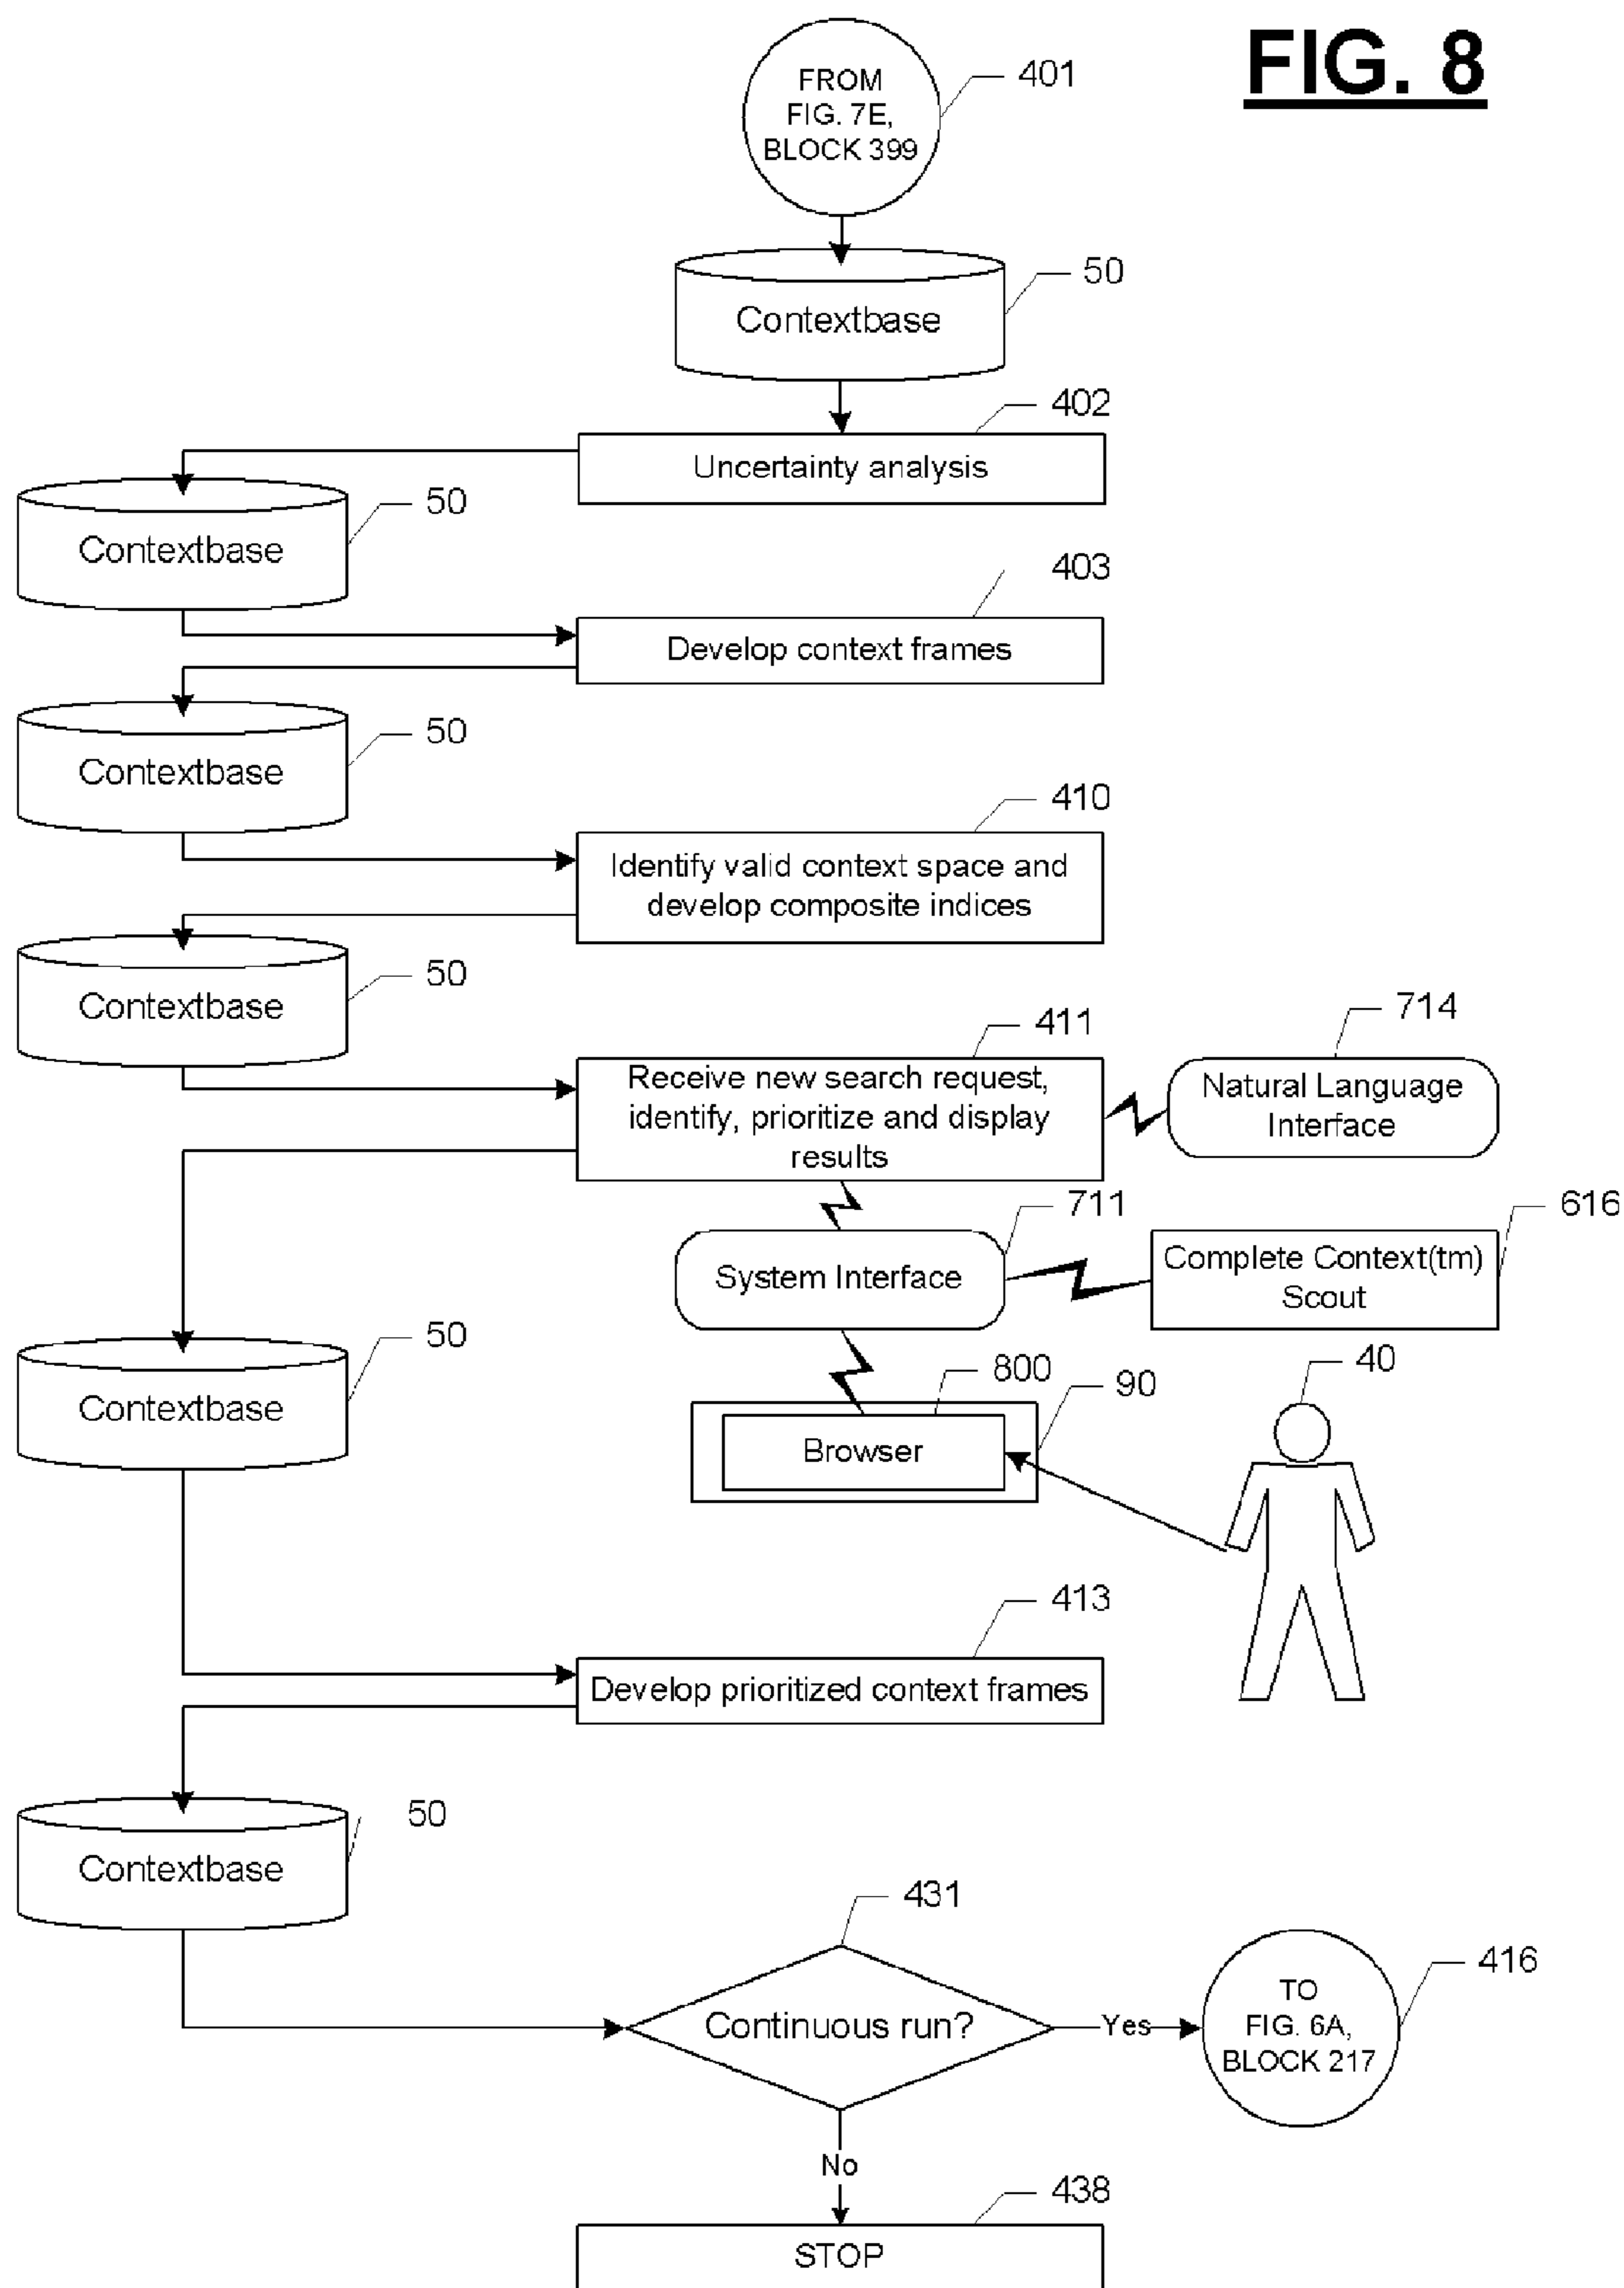 FIG. 8
FROM
FIG. 7E,
BLOCK 399
401
Contextbase
50
402
Uncertainty analysis
Contextbase
50
403
Develop context frames
Contextbase
50
410
Identify valid context space and
develop composite indices
Contextbase
50
411
Receive new search request,
identify, prioritize and display
results
714
Natural Language
Interface
711
System Interface
616
Complete Context(tm)
Scout
Contextbase
50
800
90
Browser
40
413
Develop prioritized context frames
Contextbase
50
431
Continuous run?
Yes
TO
FIG. 6A,
BLOCK 217
416
No
438
STOP